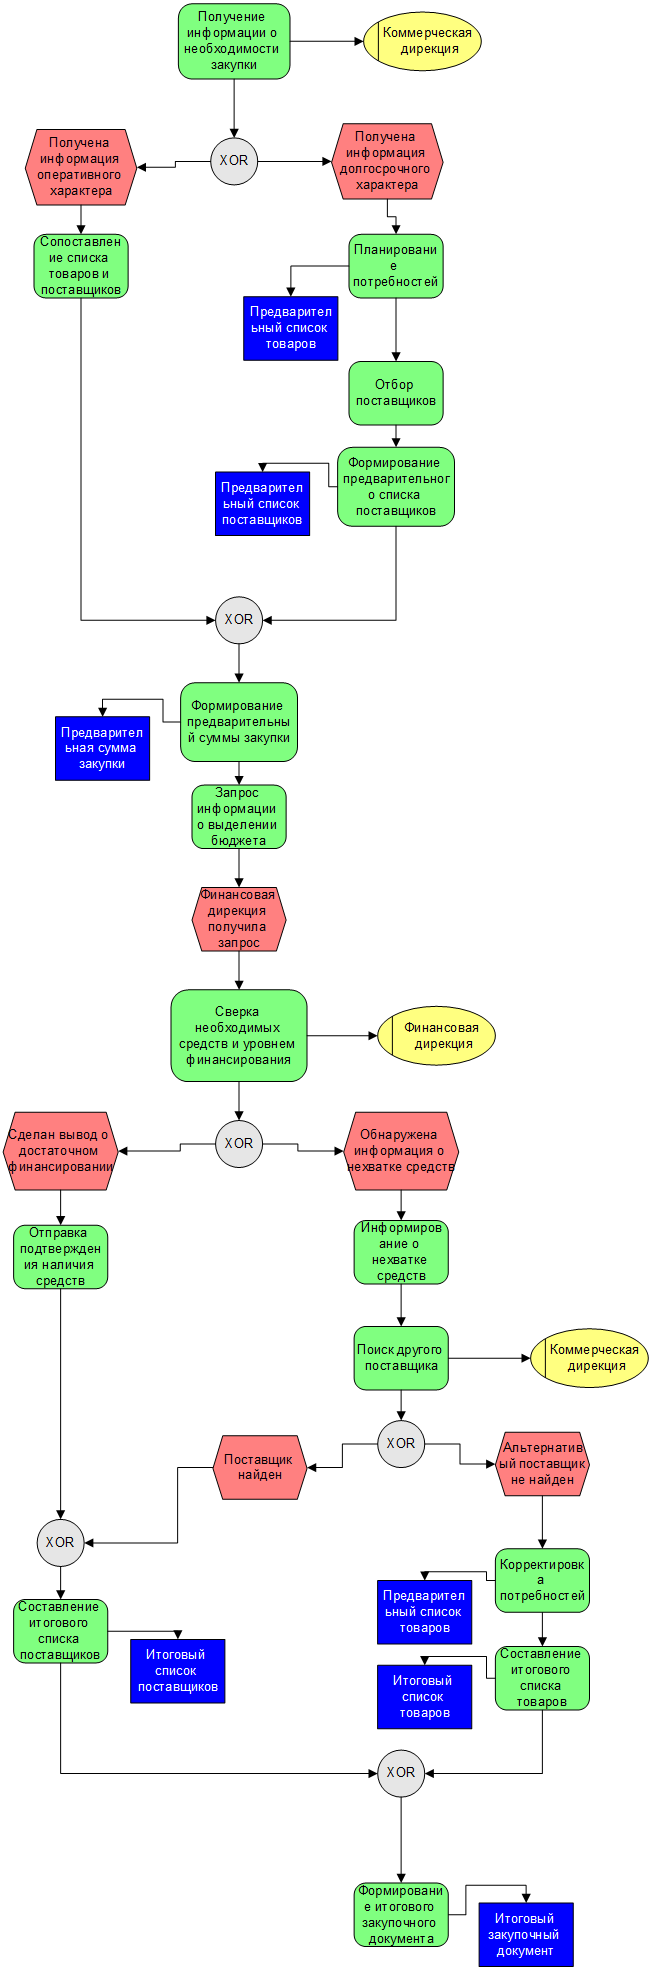 Получение
информации о
необходимости
закупки
Коммерческая
дирекция
XOR
Получена
информация
оперативного
характера
Получена
информация
долгосрочного
характера
Сопоставлен
ие списка
товаров и
поставщиков
Планировани
е
потребностей
Предварител
ьный список
товаров
Отбор
поставщиков
Формирование
предварительног
о списка
поставщиков
Предварител
ьный список
поставщиков
XOR
Формирование
предварительны
й суммы закупки
Предварител
ьная сумма
закупки
Запрос
информации
о выделении
бюджета
Финансовая
дирекция
получила
запрос
Сверка
необходимых
средств и уровнем
финансирования
Финансовая
дирекция
XOR
Сделан вывод о
достаточном
финансировании
Обнаружена
информация о
нехватке средств
Отправка
подтвержден
ия наличия
средств
Информиров
ание о
нехватке
средств
Поиск другого
поставщика
Коммерческая
дирекция
XOR
Поставщик
найден
Альтернатив
ый поставщик
не найден
XOR
Корректировк
а
потребностей
Предварител
ьный список
товаров
Составление
итогового
списка
поставщиков
Итоговый
список
поставщиков
Составление
итогового
списка
товаров
Итоговый
список
товаров
XOR
Формировани
е итогового
закупочного
документа
Итоговый
закупочный
документ